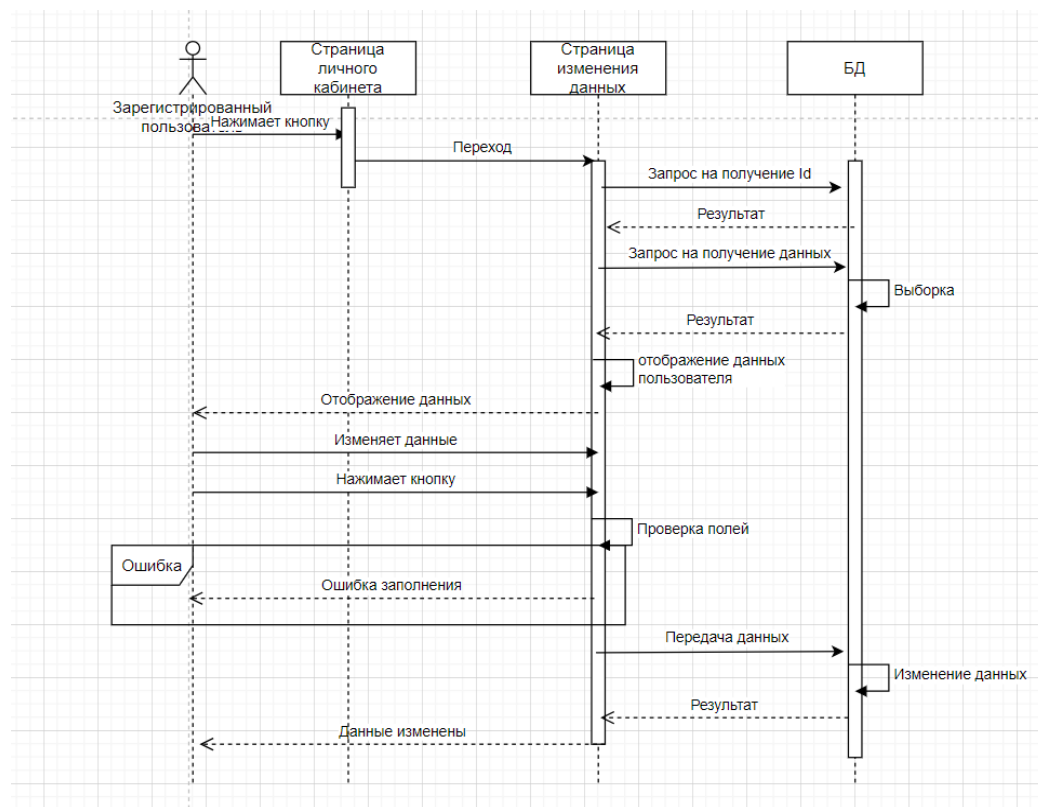 Страница
личного
кабинета
Страница
изменения
данных
БД
Зарегистрированный
пользователь
Нажимает кнопку
Переход
Запрос на получение Id
Результат
Запрос на получение данных
Выборка
Результат
отображение данных
пользователя
Отображение данных
Изменяет данные
Нажимает кнопку
Проверка полей
Ошибка
Ошибка заполнения
Передача данных
Изменение данных
Результат
Данные изменены